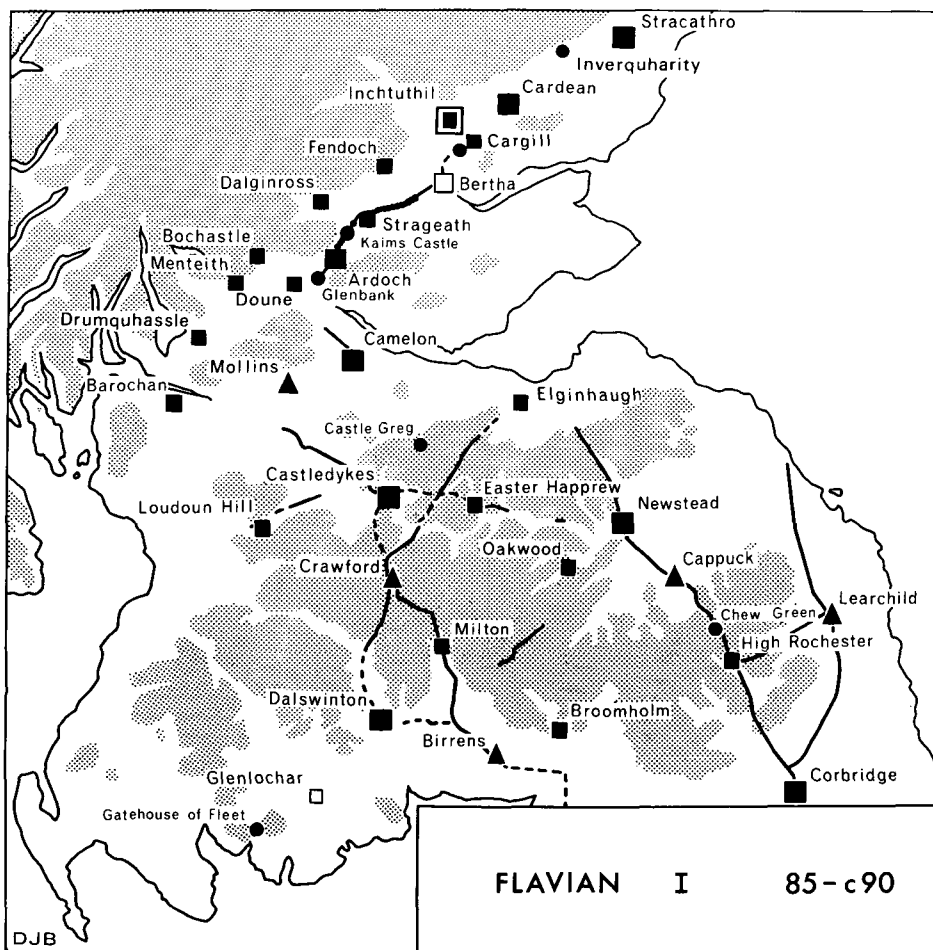 Stracathro
Inverquharity
Inchtuthil
Cardean
Fendoch
Cargill
Dalginross
Bertha
Strageath
Kaims Castle
Bochastle
Menteith
Ardoch
Doune
Glenbank
Drumquhassle
Camelon
Mollins
Barochan
Elginhaugh
Castle Greg
Castledykes
Easter Happrew
Loudoun Hill
Newstead
Oakwood
Crawford
Cappuck
Learchild
Chew Green
Milton
High Rochester
Dalswinton
Broomholm
Birrens
Glenlochar
Corbridge
Gatehouse of Fleet
FLAVIAN I 85-c90
DJB